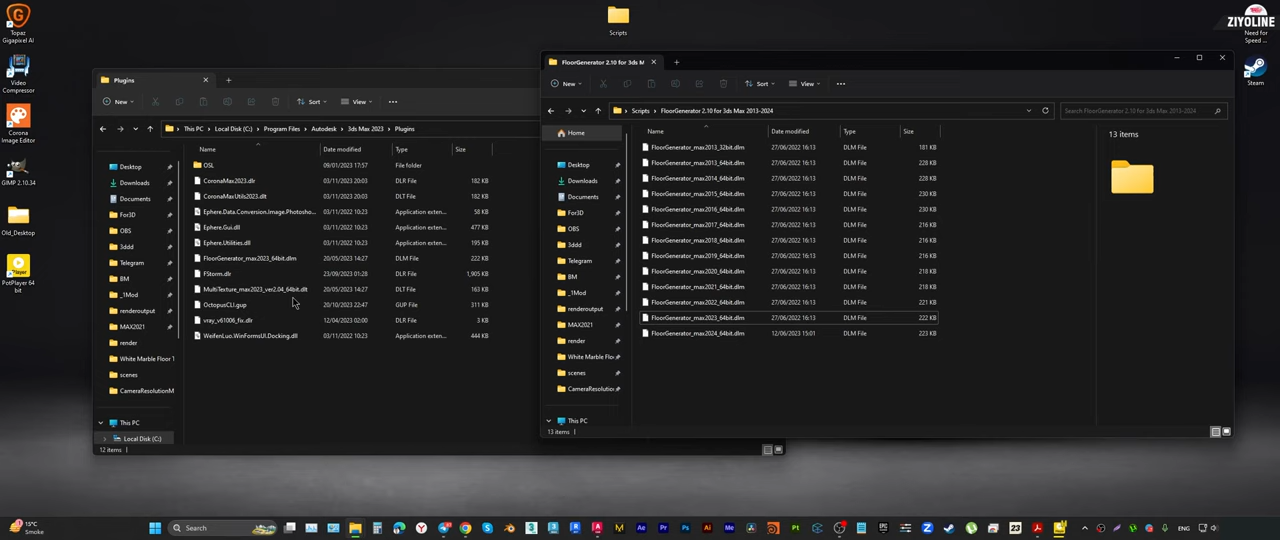 Topaz
Gigapixel AI
Video
Compressor
Corona
Image Editor
GIMP 2.10.34
Old_Desktop
PotPlayer 64
bit
Scripts
ZIYOLINE
Need for
Speed ...
Steam
Plugins
New
Sort
View
This PC
Local Disk (C:)
Program Files
Autodesk
3ds Max 2023
Plugins
Name
Date modified
Type
Size
Desktop
Downloads
Documents
For3D
OBS
3ddd
Telegram
BM
_1Mod
renderoutput
MAX2021
render
White Marble Floor 1
scenes
CameraResolutionM
This PC
Local Disk (C:)
OSL 09/01/2023 17:57 File folder
CoronaMax2023.dlr 03/11/2023 20:03 DLR File 182 KB
CoronaMaxUtils2023.dlt 03/11/2023 20:03 DLT File 182 KB
Ephere.Data.Conversion.Image.Photosho... 03/11/2022 10:23 Application exten... 58 KB
Ephere.Gui.dll 03/11/2022 10:23 Application exten... 477 KB
Ephere.Utilities.dll 03/11/2022 10:23 Application exten... 195 KB
FloorGenerator_max2023_64bit.dlm 20/05/2023 14:27 DLM File 222 KB
FStorm.dlr 23/09/2023 01:28 DLR File 1,905 KB
MultiTexture_max2023_ver2.04_64bit.dlt 20/05/2023 14:27 DLT File 163 KB
OctopusCLI.gup 20/10/2023 22:47 GUP File 311 KB
vray_v61006_fix.dlr 12/04/2023 02:00 DLR File 3 KB
WeifenLuo.WinFormsUI.Docking.dll 03/11/2022 10:23 Application exten... 444 KB
12 items
FloorGenerator 2.10 for 3ds M
New
Sort
View
Scripts
FloorGenerator 2.10 for 3ds Max 2013-2024
Search FloorGenerator 2.10 for 3ds Max 2013-2024
Home
Desktop
Downloads
Documents
For3D
OBS
3ddd
Telegram
BM
_1Mod
renderoutput
MAX2021
render
White Marble Floo
scenes
CameraResolution
This PC
Name
Date modified
Type
Size
FloorGenerator_max2013_32bit.dlm 27/06/2022 16:13 DLM File 181 KB
FloorGenerator_max2013_64bit.dlm 27/06/2022 16:13 DLM File 228 KB
FloorGenerator_max2014_64bit.dlm 27/06/2022 16:13 DLM File 228 KB
FloorGenerator_max2015_64bit.dlm 27/06/2022 16:13 DLM File 230 KB
FloorGenerator_max2016_64bit.dlm 27/06/2022 16:13 DLM File 230 KB
FloorGenerator_max2017_64bit.dlm 27/06/2022 16:13 DLM File 216 KB
FloorGenerator_max2018_64bit.dlm 27/06/2022 16:13 DLM File 216 KB
FloorGenerator_max2019_64bit.dlm 27/06/2022 16:13 DLM File 216 KB
FloorGenerator_max2020_64bit.dlm 27/06/2022 16:13 DLM File 221 KB
FloorGenerator_max2021_64bit.dlm 27/06/2022 16:13 DLM File 221 KB
FloorGenerator_max2022_64bit.dlm 27/06/2022 16:13 DLM File 221 KB
FloorGenerator_max2023_64bit.dlm 27/06/2022 16:13 DLM File 222 KB
FloorGenerator_max2024_64bit.dlm 12/06/2023 15:01 DLM File 223 KB
13 items
13 items
15°C
Smoke
Search
ENG